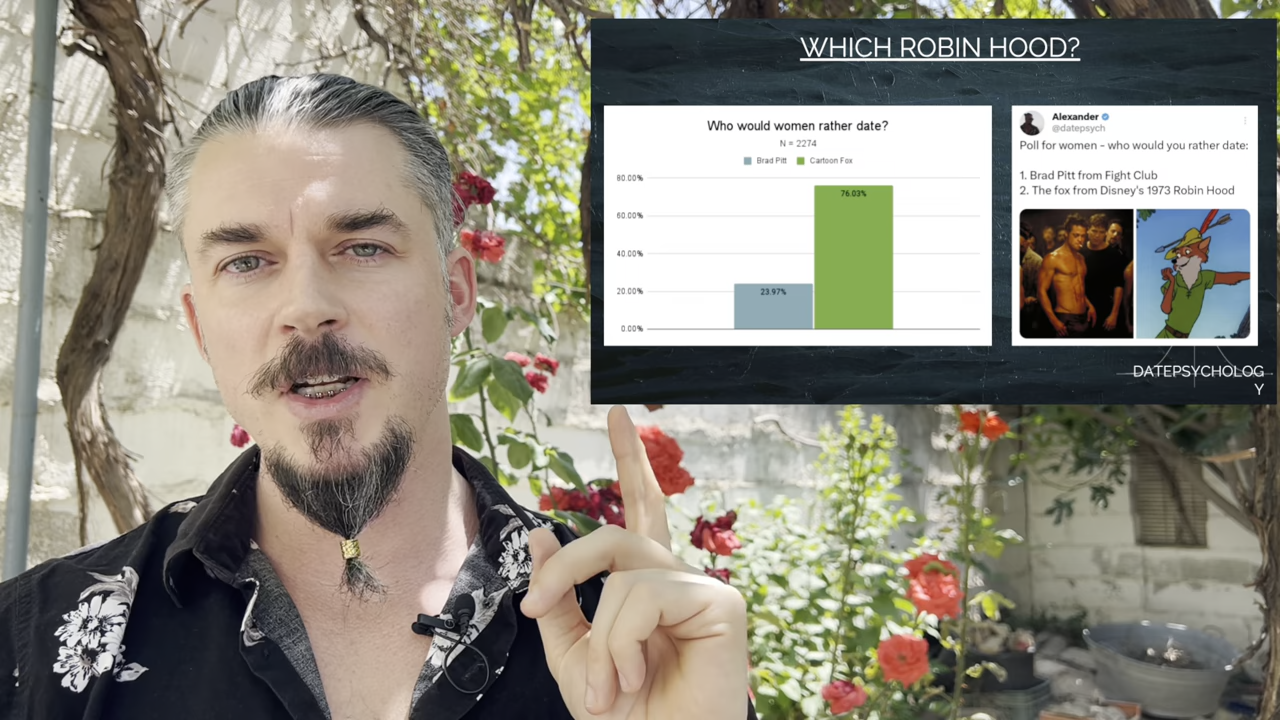 WHICH ROBIN HOOD?
Who would women rather date?
N = 2274
Brad Pitt
Cartoon Fox
80.00%
60.00%
40.00%
20.00%
0.00%
23.97%
76.03%
Alexander
@datepsych
Poll for women - who would you rather date:
1. Brad Pitt from Fight Club
2. The fox from Disney's 1973 Robin Hood
DATEPSYCHOLOG
Y